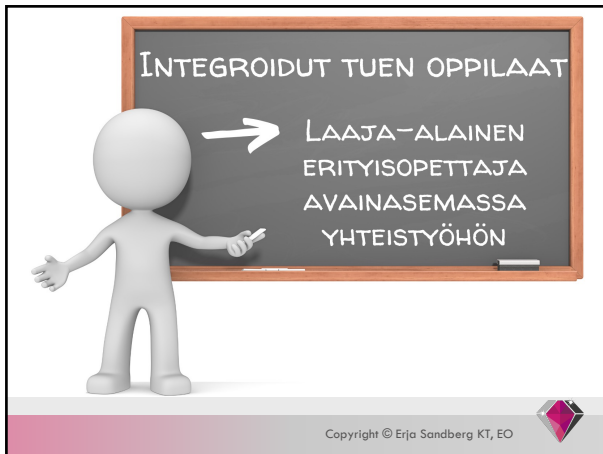 INTEGROIDUT TUEN OPPILAAT
LAAJA-ALAINEN
ERITYISOPETTAJA
AVAINASEMASSA
YHTEISTYÖHÖN
Copyright © Erja Sandberg KT, EO